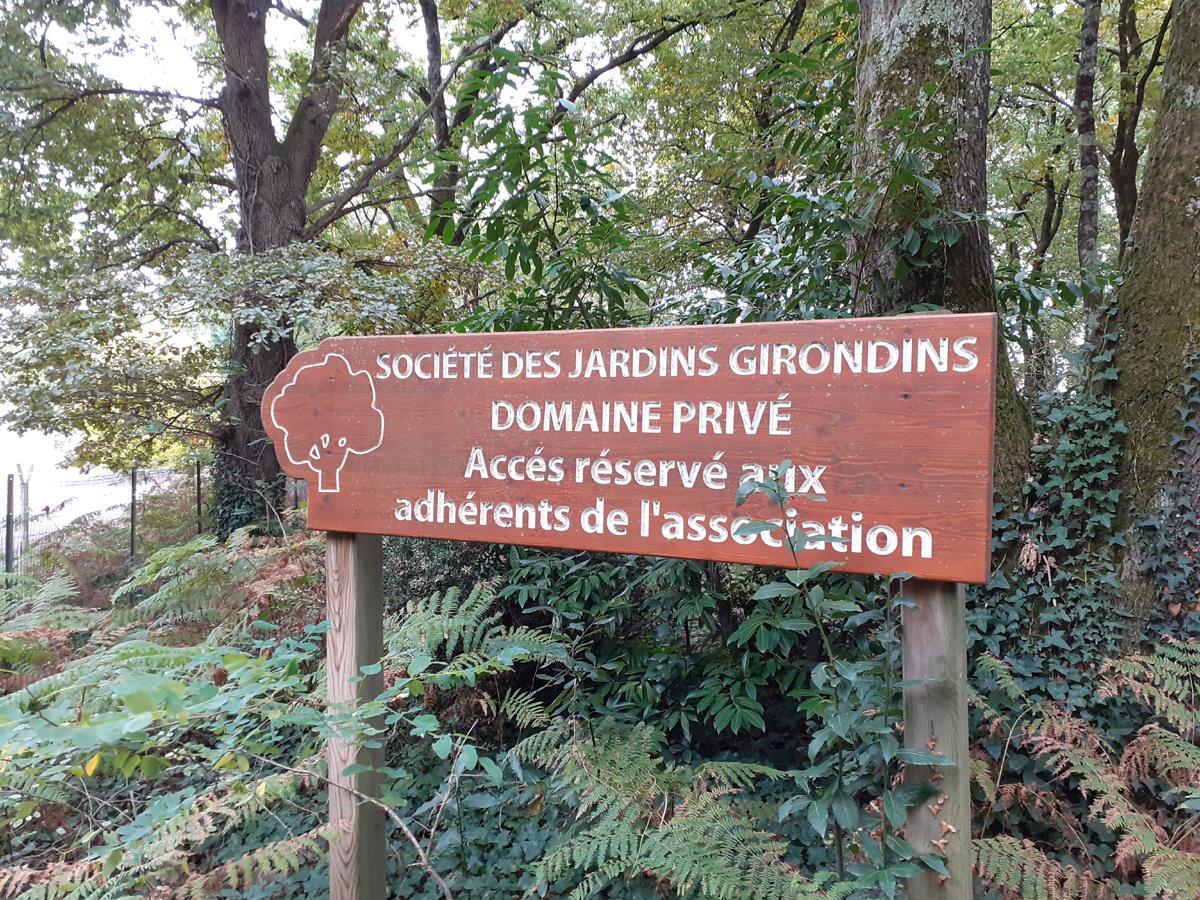 SOCIÉTÉ DES JARDINS GIRONDINS
DOMAINE PRIVÉ
Accés réservé aux
adhérents de l'association